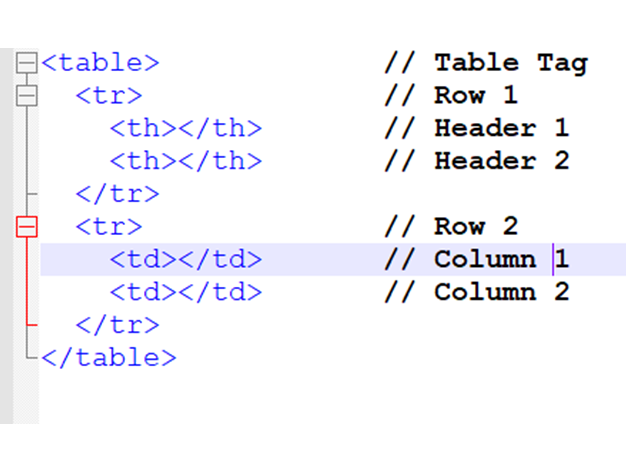 <table> // Table Tag
<tr> // Row 1
<th></th> // Header 1
<th></th> // Header 2
</tr>
<tr> // Row 2
<td></td> // Column 1
<td></td> // Column 2
</tr>
</table>